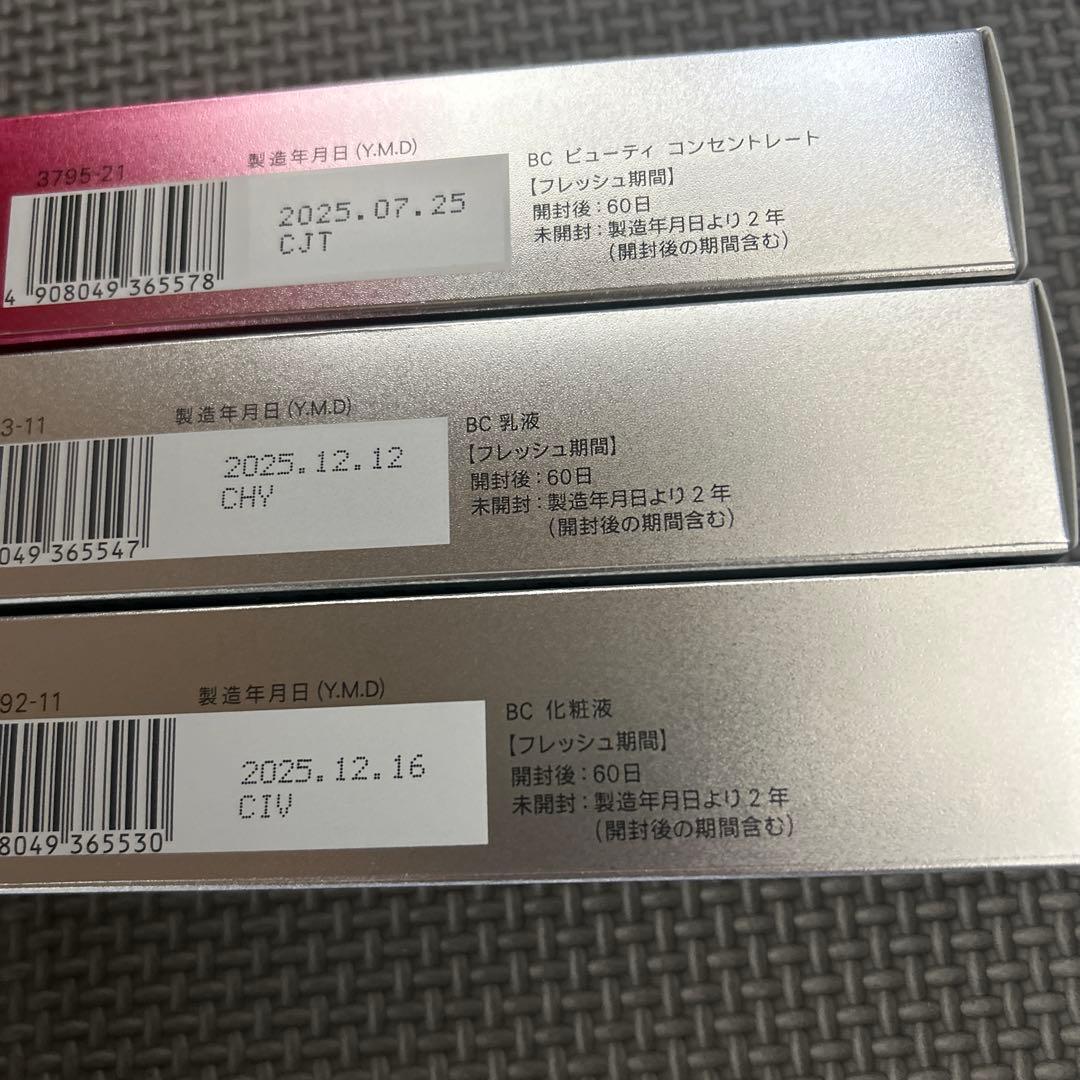 3795-21
製造年月日(Y.M.D)
2025.07.25
CJT
4 908049 365578
BC ビューティ コンセントレート
【フレッシュ期間】
開封後：60日
未開封：製造年月日より2年
(開封後の期間含む)
3-11
製造年月日(Y.M.D)
2025.12.12
CHY
049 365547
BC 乳液
【フレッシュ期間】
開封後：60日
未開封：製造年月日より2年
(開封後の期間含む)
92-11
製造年月日(Y.M.D)
2025.12.16
CIV
8049 365530
BC 化粧液
【フレッシュ期間】
開封後：60日
未開封：製造年月日より2年
(開封後の期間含む)